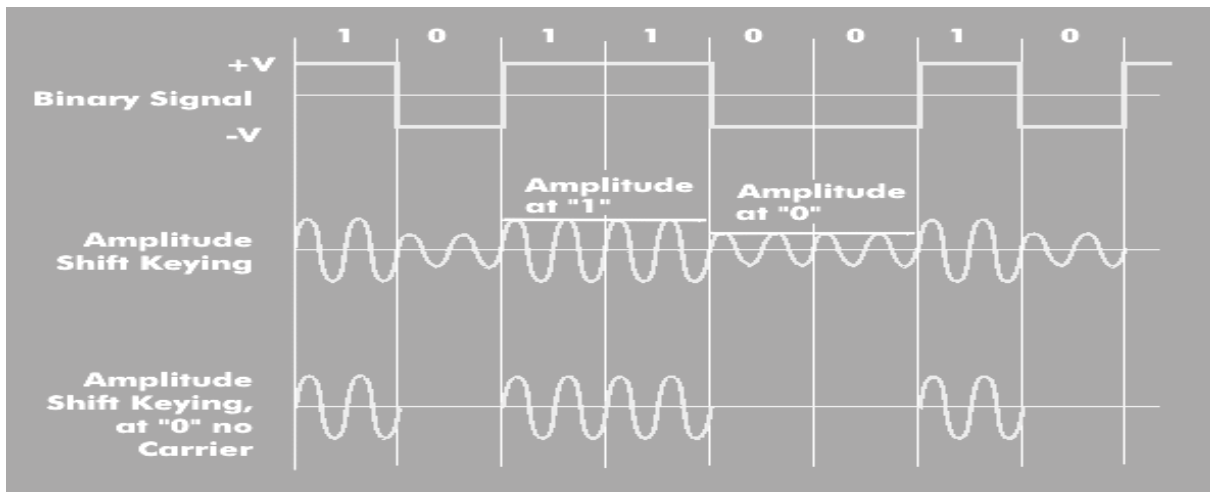 1 0 1 1 0 0 1 0
+V
Binary Signal
-V
Amplitude
at "1"
Amplitude
at "0"
Amplitude
Shift Keying
Amplitude
Shift Keying,
at "0" no
Carrier